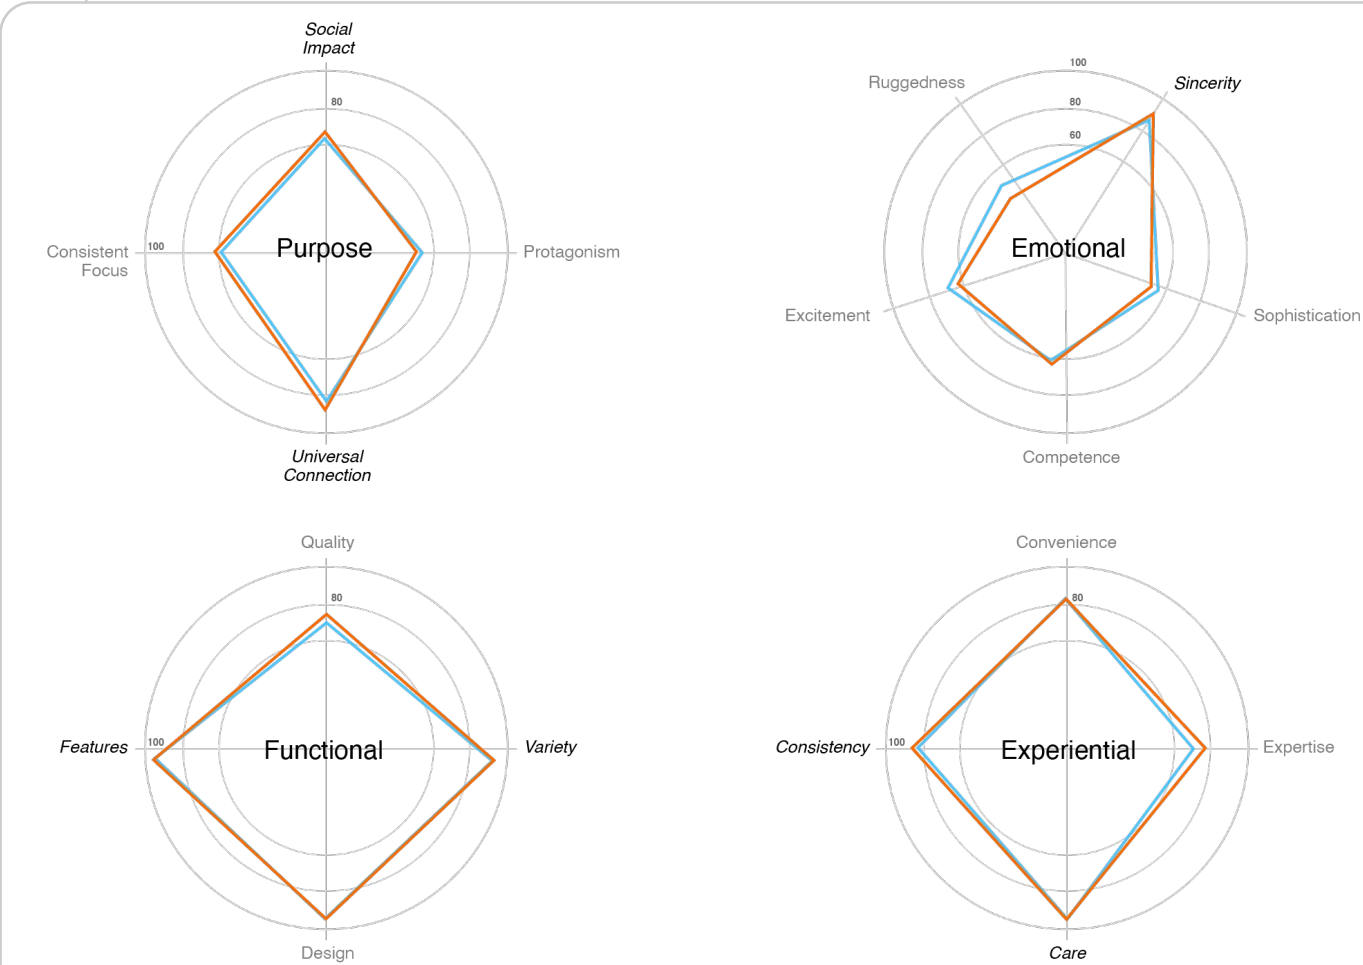 Social
Impact
80
Consistent
Focus
100
Purpose
Protagonism
Universal
Connection
100
Ruggedness
Sincerity
80
60
Emotional
Excitement
Sophistication
Competence
Quality
80
Features
100
Functional
Variety
Design
Convenience
80
Consistency
100
Experiential
Expertise
Care